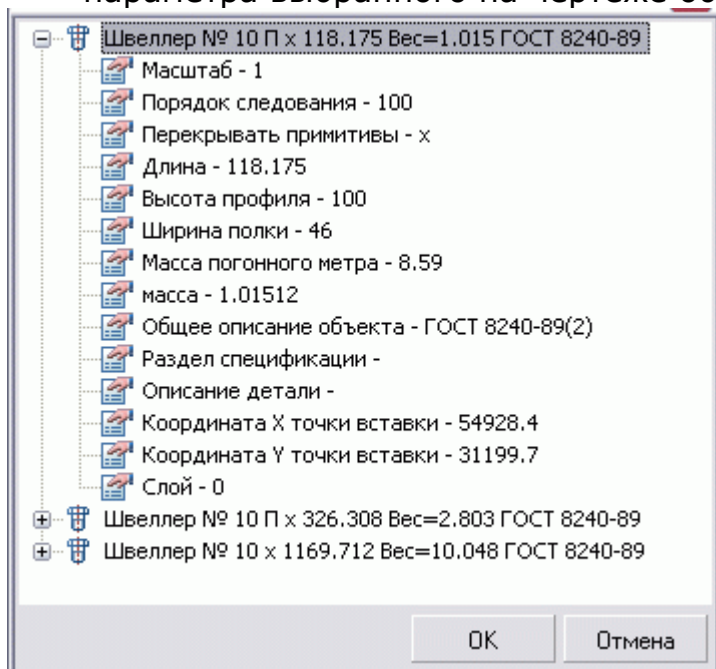 параметра выбранного на чертеже
Швеллер № 10 П x 118.175 Вес=1.015 ГОСТ 8240-89
Масштаб - 1
Порядок следования - 100
Перекрывать примитивы - x
Длина - 118.175
Высота профиля - 100
Ширина полки - 46
Масса погонного метра - 8.59
масса - 1.01512
Общее описание объекта - ГОСТ 8240-89(2)
Раздел спецификации -
Описание детали -
Координата X точки вставки - 54928.4
Координата Y точки вставки - 31199.7
Слой - 0
Швеллер № 10 П x 326.308 Вес=2.803 ГОСТ 8240-89
Швеллер № 10 x 1169.712 Вес=10.048 ГОСТ 8240-89
OK Отмена